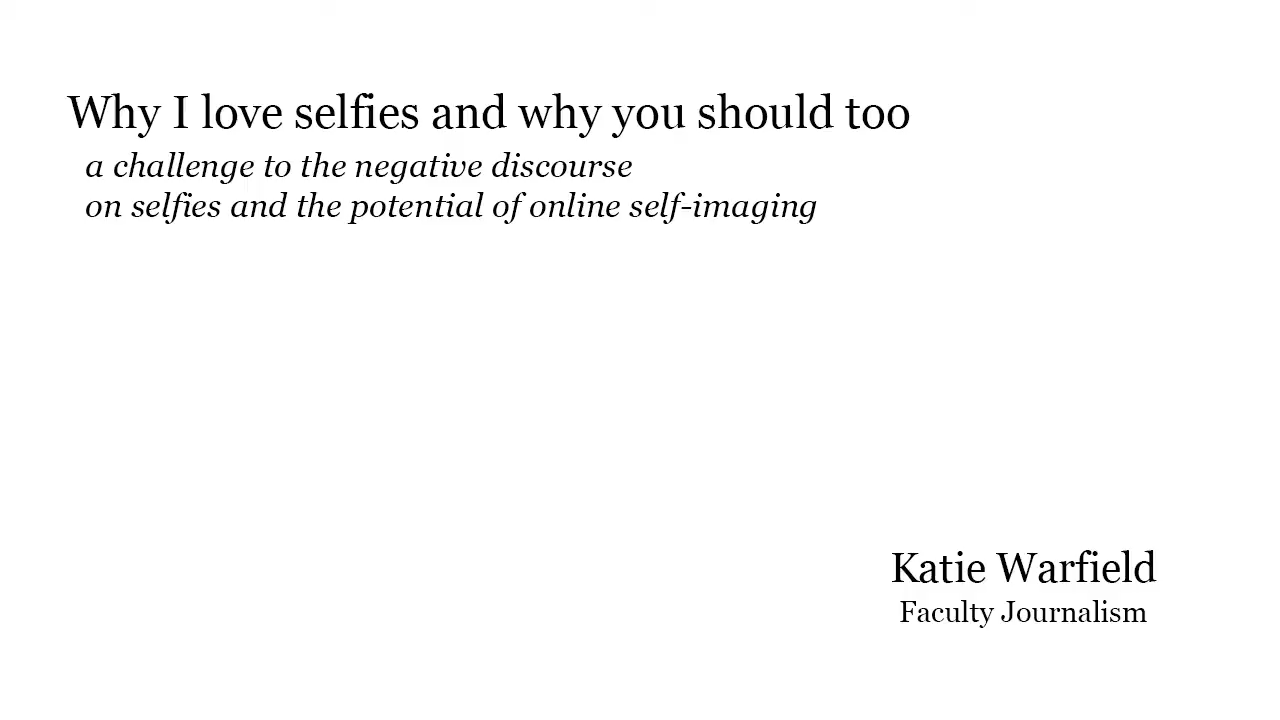 Why I love selfies and why you should too
a challenge to the negative discourse
on selfies and the potential of online self-imaging
Katie Warfield
Faculty Journalism